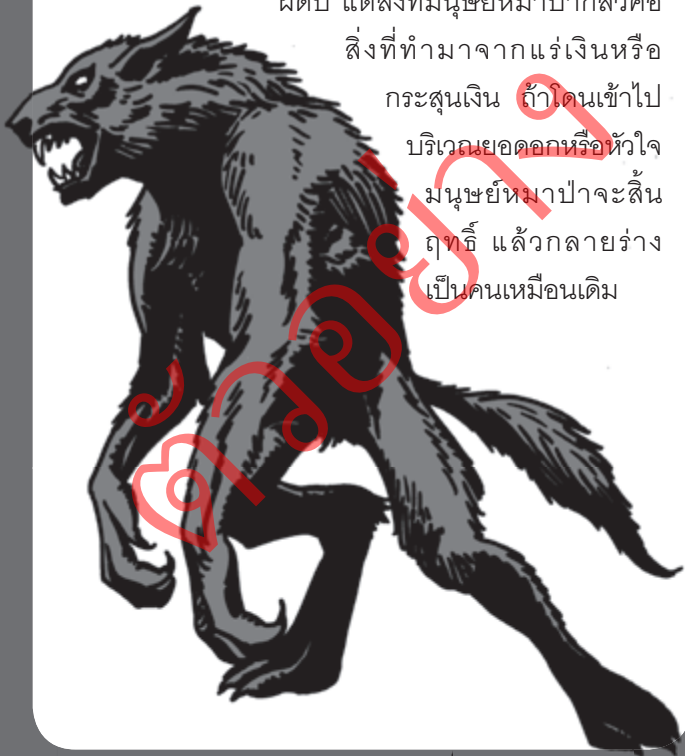 ผีดิบ แต่สิ่งที่มนุษย์หมาป่ากลัวคือ
สิ่งที่ทำมาจากแร่เงินหรือ
กระสุนเงิน ถ้าโดนเข้าไป
บริเวณยอดอกหรือหัวใจ
มนุษย์หมาป่าจะสิ้น
ฤทธิ์ แล้วกลายร่าง
เป็นคนเหมือนเดิม
ตัวอย่าง